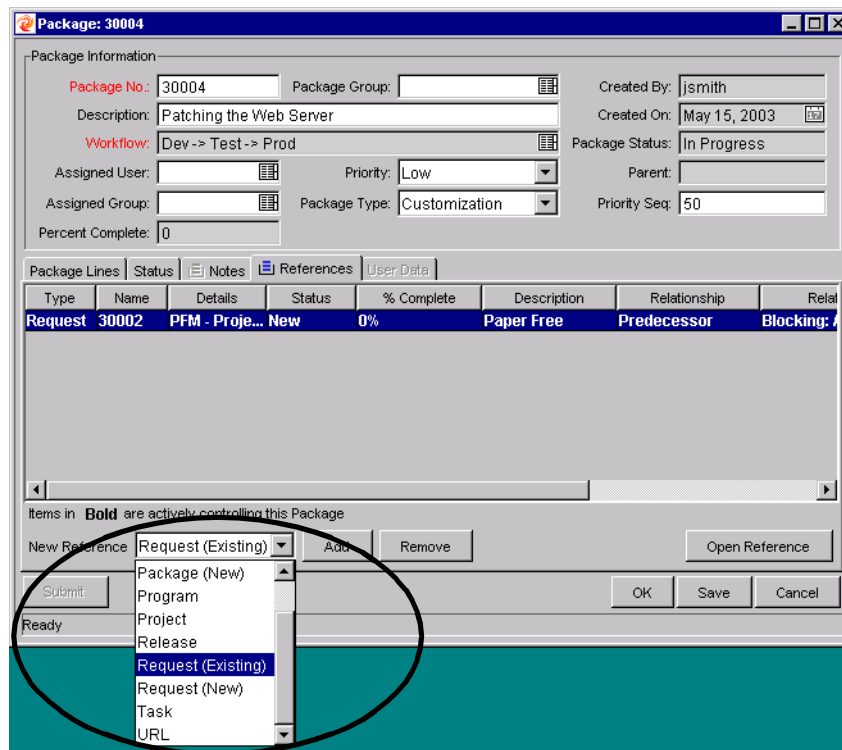 Package: 30004
Package Information
Package No.: 30004 Package Group: Created By: jsmith
Description: Patching the Web Server Created On: May 15, 2003
Workflow: Dev -> Test -> Prod Package Status: In Progress
Assigned User: Priority: Low Parent:
Assigned Group: Package Type: Customization Priority Seq: 50
Percent Complete: 0
Package Lines Status Notes References User Data
Type Name Details Status % Complete Description Relationship Relat
Request 30002 PFM - Proje... New 0% Paper Free Predecessor Blocking: A
Items in Bold are actively controlling this Package
New Reference Request (Existing) Add Remove Open Reference
Package (New)
Submit OK Save Cancel
Program
Project
Ready
Release
Request (Existing)
Request (New)
Task
URL